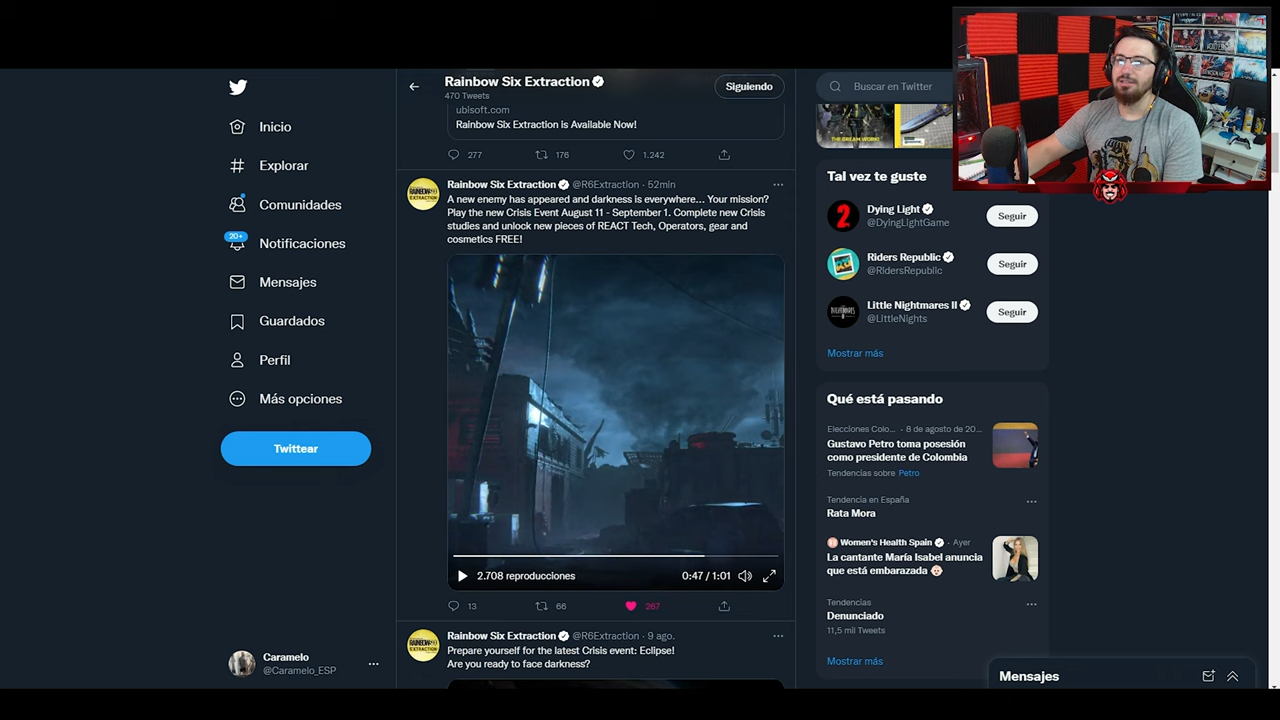 Inicio
Explorar
Comunidades
20+
Notificaciones
Mensajes
Guardados
Perfil
Más opciones
Twittear
Caramelo
@Caramelo_ESP
Rainbow Six Extraction
470 Tweets
Siguiendo
ubisoft.com
Rainbow Six Extraction is Available Now!
277
176
1.242
Rainbow Six Extraction @R6Extraction · 52min
A new enemy has appeared and darkness is everywhere... Your mission?
Play the new Crisis Event August 11 - September 1. Complete new Crisis
studies and unlock new pieces of REACT Tech, Operators, gear and
cosmetics FREE!
2.708 reproducciones
0:47 / 1:01
13
66
267
Rainbow Six Extraction @R6Extraction · 9 ago.
Prepare yourself for the latest Crisis event: Eclipse!
Are you ready to face darkness?
Buscar en Twitter
Tal vez te guste
Dying Light
@DyingLightGame
Seguir
Riders Republic
@RidersRepublic
Seguir
Little Nightmares II
@LittleNights
Seguir
Mostrar más
Qué está pasando
Elecciones Colo... · 8 de agosto de 20...
Gustavo Petro toma posesión
como presidente de Colombia
Tendencias sobre Petro
Tendencia en España
Rata Mora
Women's Health Spain · Ayer
La cantante María Isabel anuncia
que está embarazada
Tendencias
Denunciado
11,5 mil Tweets
Mostrar más
Mensajes